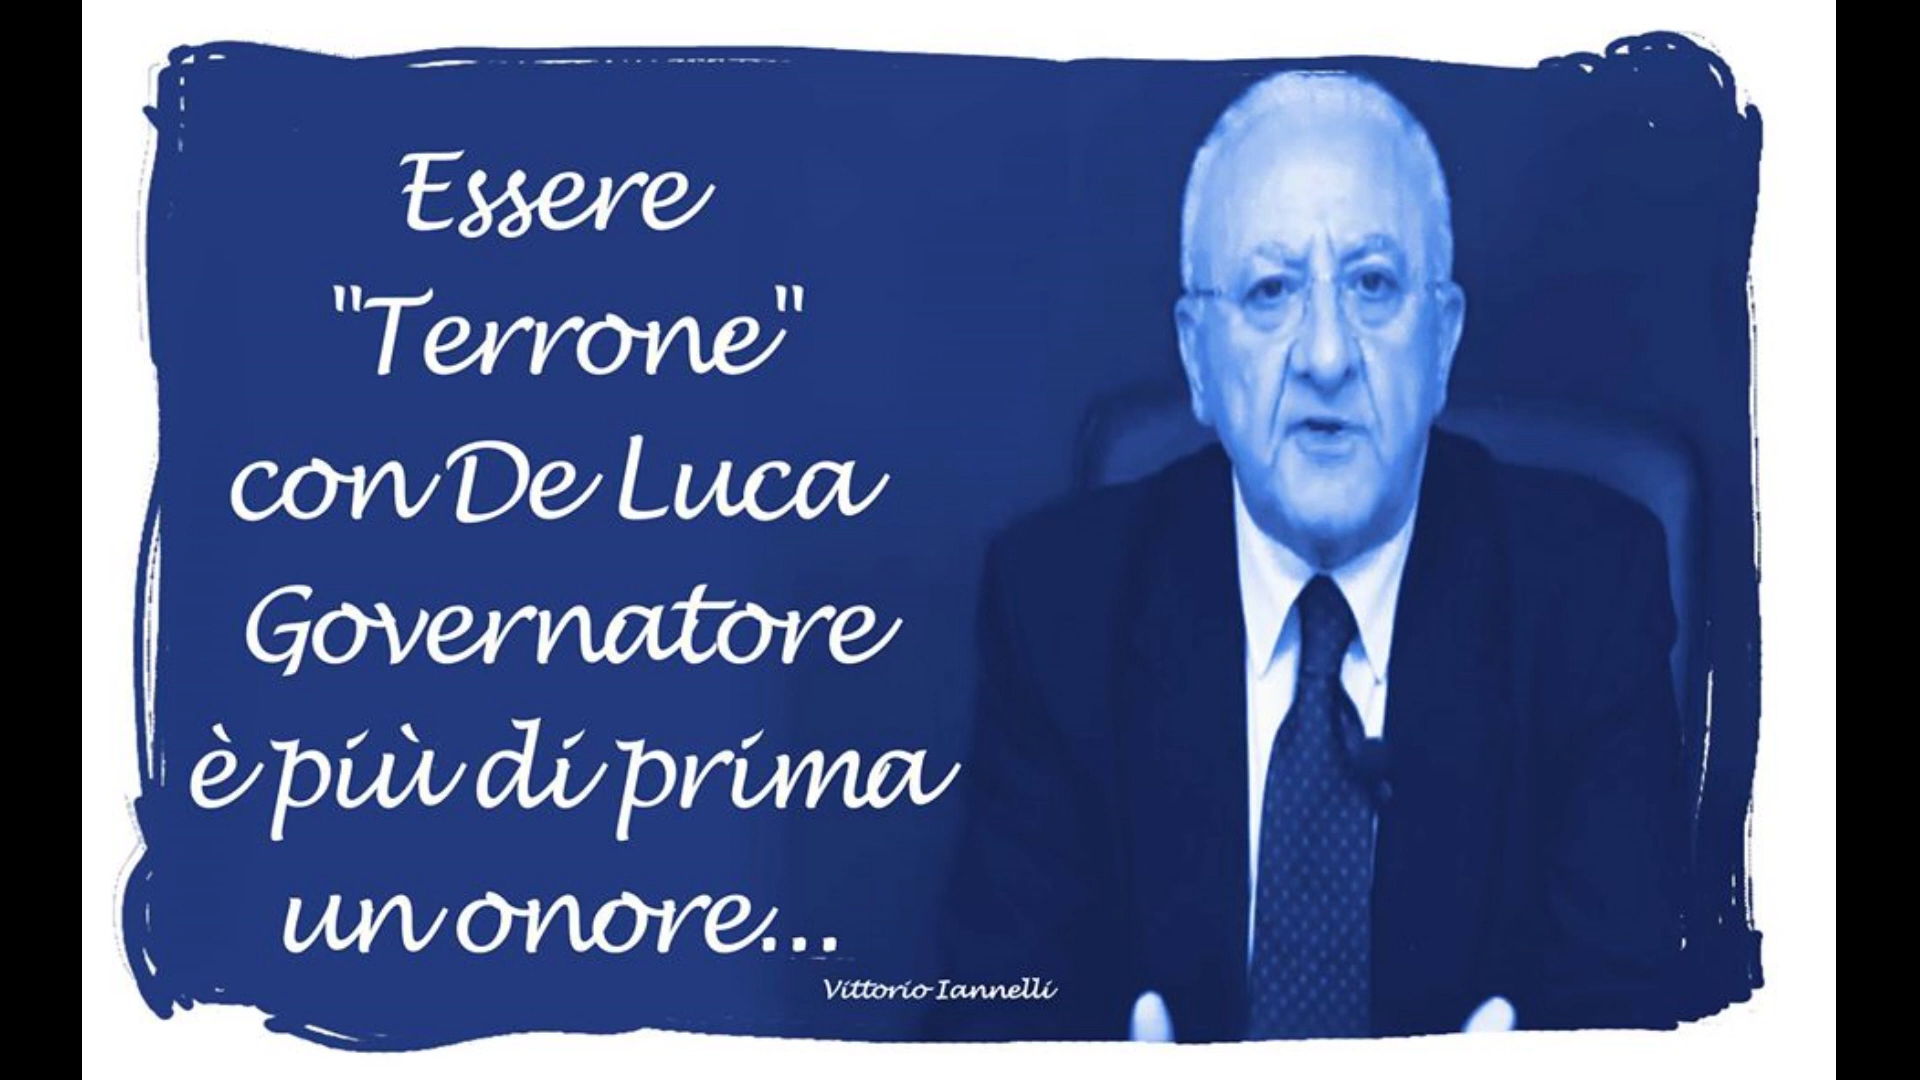 Essere
"Terrone"
con De Luca
Governatore
è più di prima
un onore...
Vittorio Iannelli